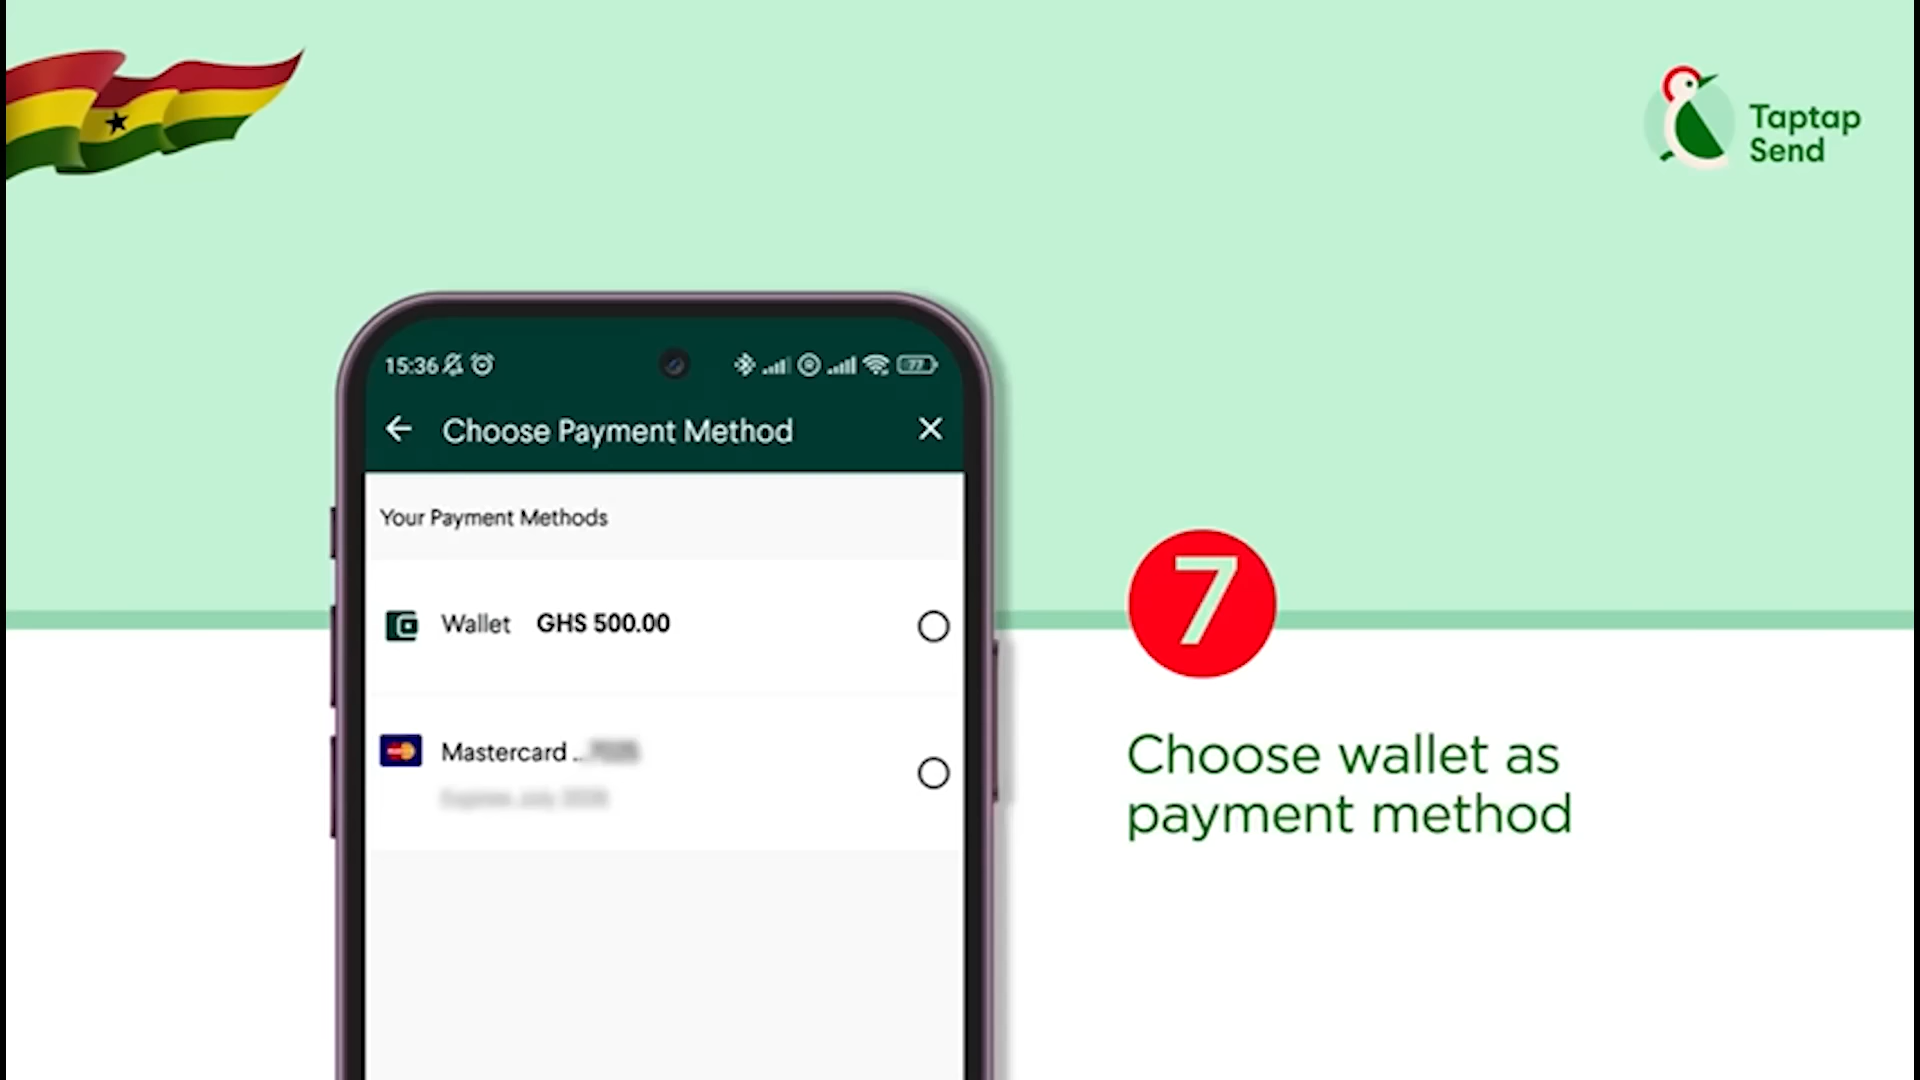 Taptap
Send
15:36
77
Choose Payment Method
Your Payment Methods
Wallet GHS 500.00
Mastercard ..
7
Choose wallet as
payment method